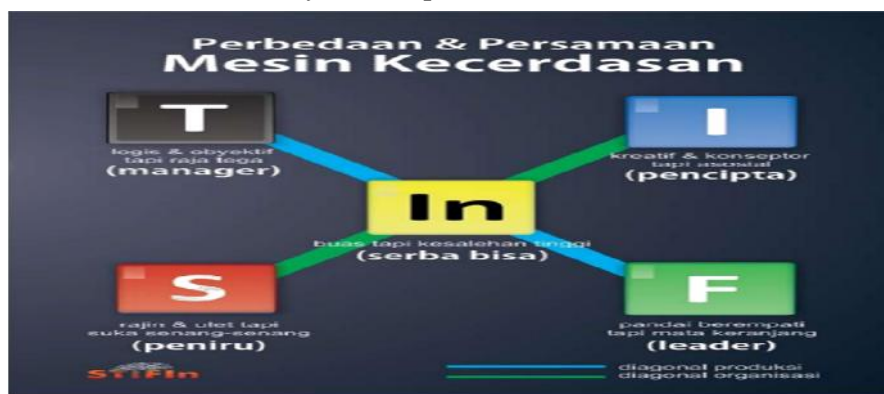 Perbedaan & Persamaan
Mesin Kecerdasan
T
logis & obyektif
tapi raja tega
(manager)
I
kreatif & konseptor
tapi asosial
(pencipta)
In
buas tapi kesalehan tinggi
(serba bisa)
S
rajin & ulet tapi
suka senang-senang
(peniru)
F
pandai berempati
tapi mata keranjang
(leader)
STIFIn
diagonal produksi
diagonal organisasi